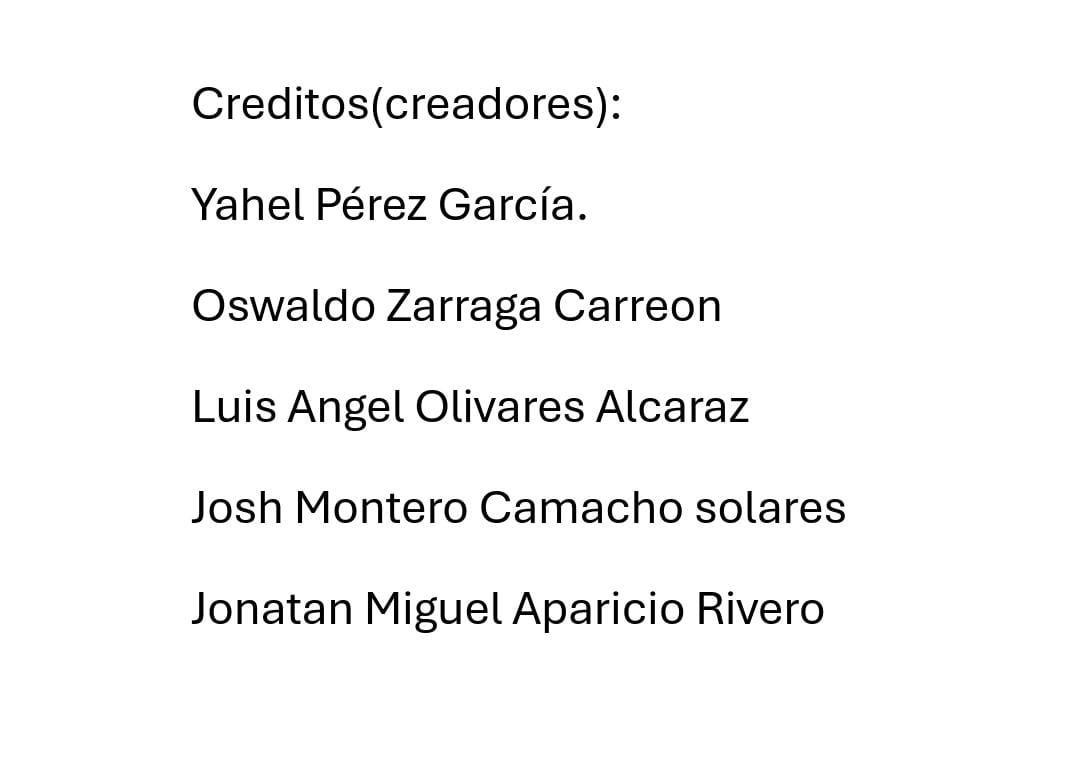 Creditos(creadores):
Yahel Pérez García.
Oswaldo Zarraga Carreon
Luis Angel Olivares Alcaraz
Josh Montero Camacho solares
Jonatan Miguel Aparicio Rivero